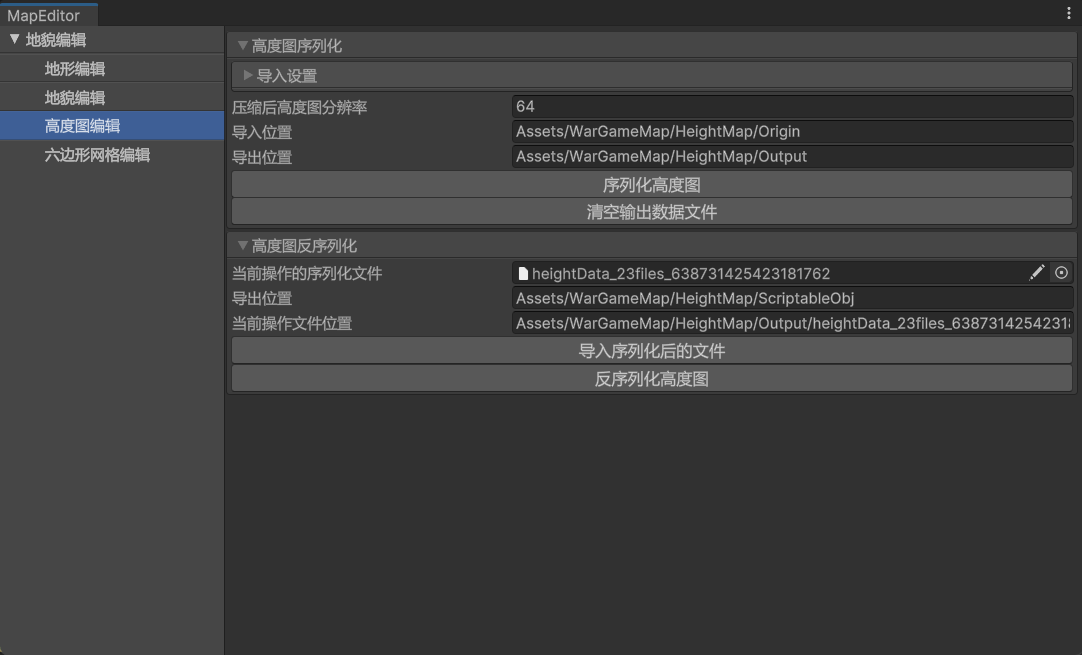 MapEditor
地貌编辑
地形编辑
地貌编辑
高度图编辑
六边形网格编辑
高度图序列化
导入设置
压缩后高度图分辨率 64
导入位置 Assets/WarGameMap/HeightMap/Origin
导出位置 Assets/WarGameMap/HeightMap/Output
序列化高度图
清空输出数据文件
高度图反序列化
当前操作的序列化文件 heightData_23files_638731425423181762
导出位置 Assets/WarGameMap/HeightMap/ScriptableObj
当前操作文件位置 Assets/WarGameMap/HeightMap/Output/heightData_23files_63873142542318
导入序列化后的文件
反序列化高度图